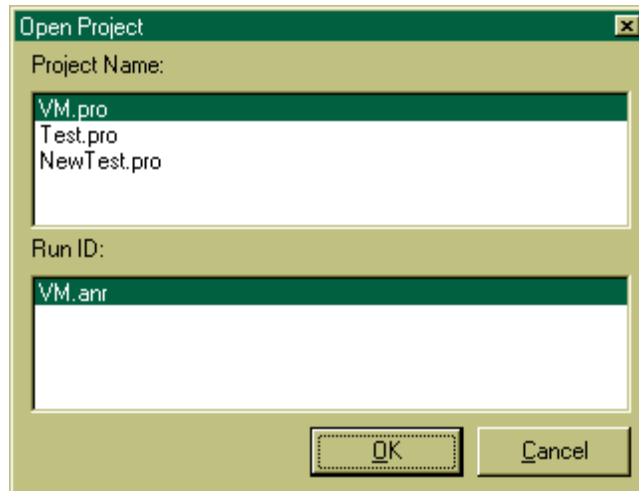 Open Project
Project Name:
VM.pro
Test.pro
NewTest.pro
Run ID:
VM.anr
OK
Cancel